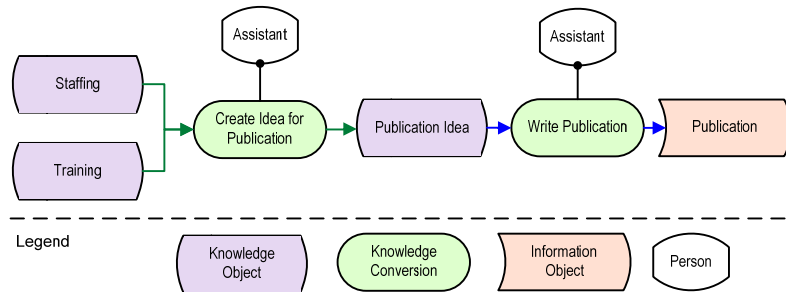 Assistant
Assistant
Staffing
Create Idea for
Publication
Publication Idea
Write Publication
Publication
Training
Legend
Knowledge
Object
Knowledge
Conversion
Information
Object
Person